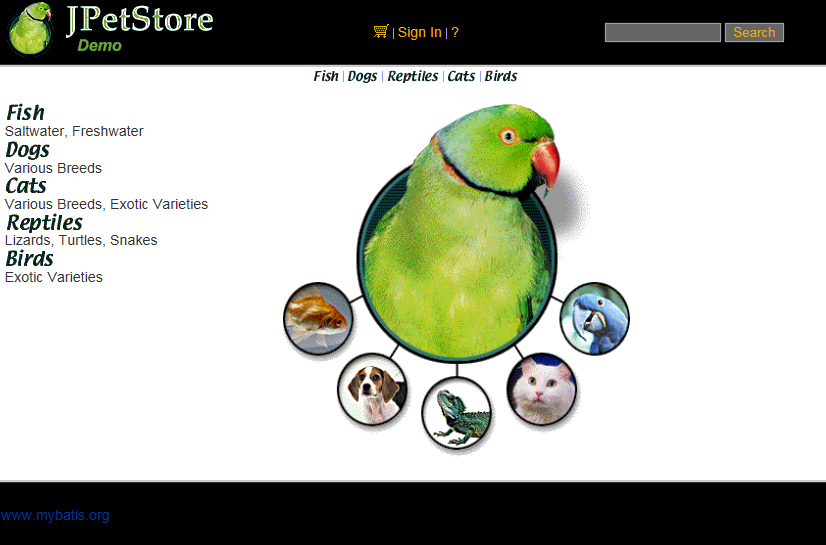 JPetStore
Demo
| Sign In | ?
Search
Fish | Dogs | Reptiles | Cats | Birds
Fish
Saltwater, Freshwater
Dogs
Various Breeds
Cats
Various Breeds, Exotic Varieties
Reptiles
Lizards, Turtles, Snakes
Birds
Exotic Varieties
www.mybatis.org